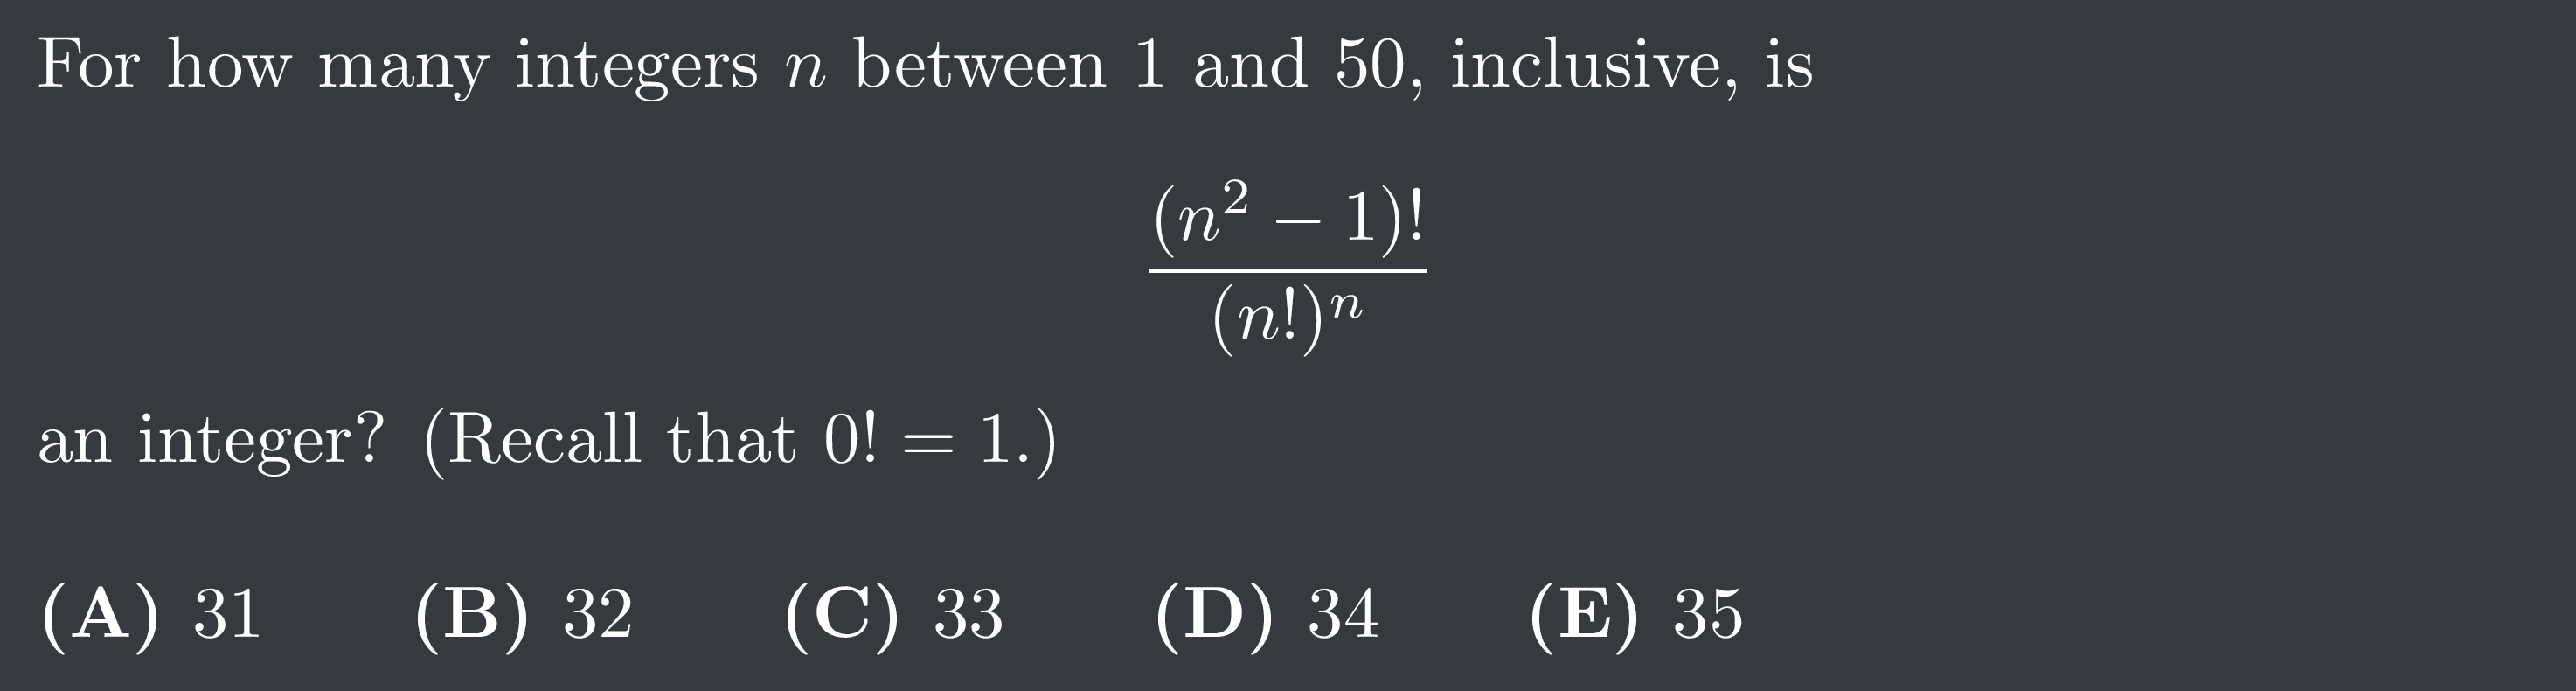 For how many integers n between 1 and 50, inclusive, is
(n² − 1)!
(n!)ⁿ
an integer? (Recall that 0! = 1.)
(A) 31 (B) 32 (C) 33 (D) 34 (E) 35